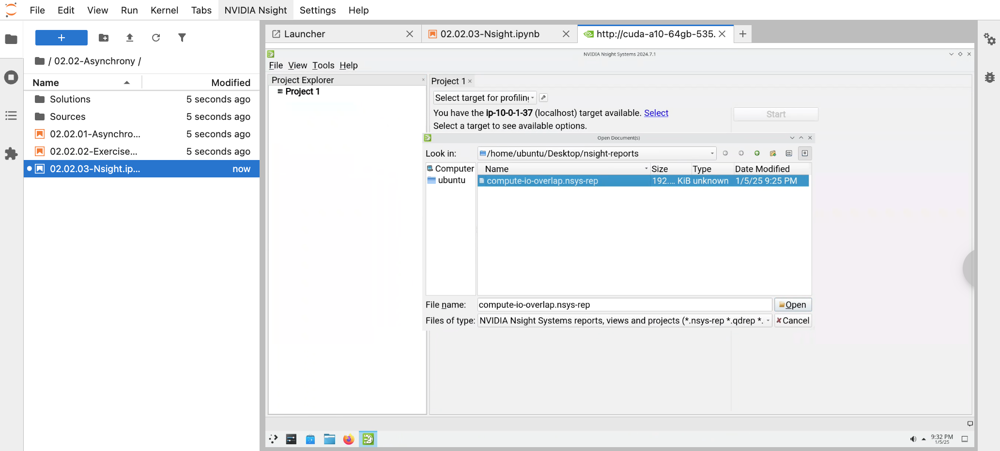 File Edit View Run Kernel Tabs NVIDIA Nsight Settings Help
+
/ 02.02-Asynchrony /
Name Modified
Solutions 5 seconds ago
Sources 5 seconds ago
02.02.01-Asynchro... 5 seconds ago
02.02.02-Exercise... 5 seconds ago
02.02.03-Nsight.ip... now
Launcher
02.02.03-Nsight.ipynb
http://cuda-a10-64gb-535.
NVIDIA Nsight Systems 2024.7.1
File View Tools Help
Project Explorer
Project 1
Project 1
Select target for profiling
You have the ip-10-0-1-37 (localhost) target available. Select
Select a target to see available options.
Start
Open Document(s)
Look in: /home/ubuntu/Desktop/nsight-reports
Computer
ubuntu
Name Size Type Date Modified
compute-io-overlap.nsys-rep 192.... KiB unknown 1/5/25 9:25 PM
File name: compute-io-overlap.nsys-rep Open
Files of type: NVIDIA Nsight Systems reports, views and projects (*.nsys-rep *.qdrep *. Cancel
9:32 PM
1/5/25